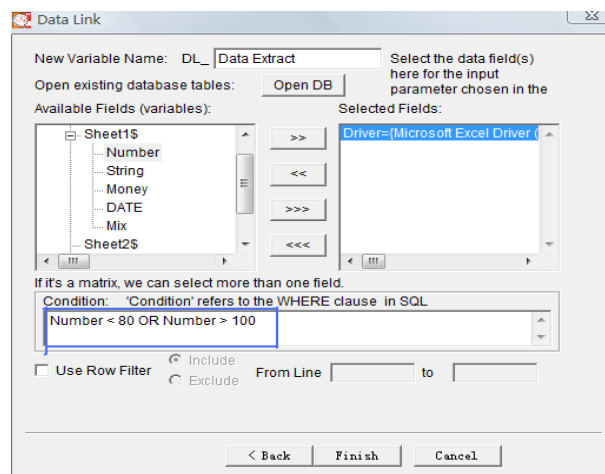 Data Link
New Variable Name: DL_ Data Extract
Select the data field(s)
here for the input
parameter chosen in the
Open existing database tables: Open DB
Available Fields (variables):
Selected Fields:
Sheet1$
Number
String
Money
DATE
Mix
Sheet2$
>>
<<
>>>
<<<
Driver={Microsoft Excel Driver (
If it's a matrix, we can select more than one field.
Condition: 'Condition' refers to the WHERE clause in SQL
Number < 80 OR Number > 100
Use Row Filter
Include
Exclude
From Line to
< Back Finish Cancel